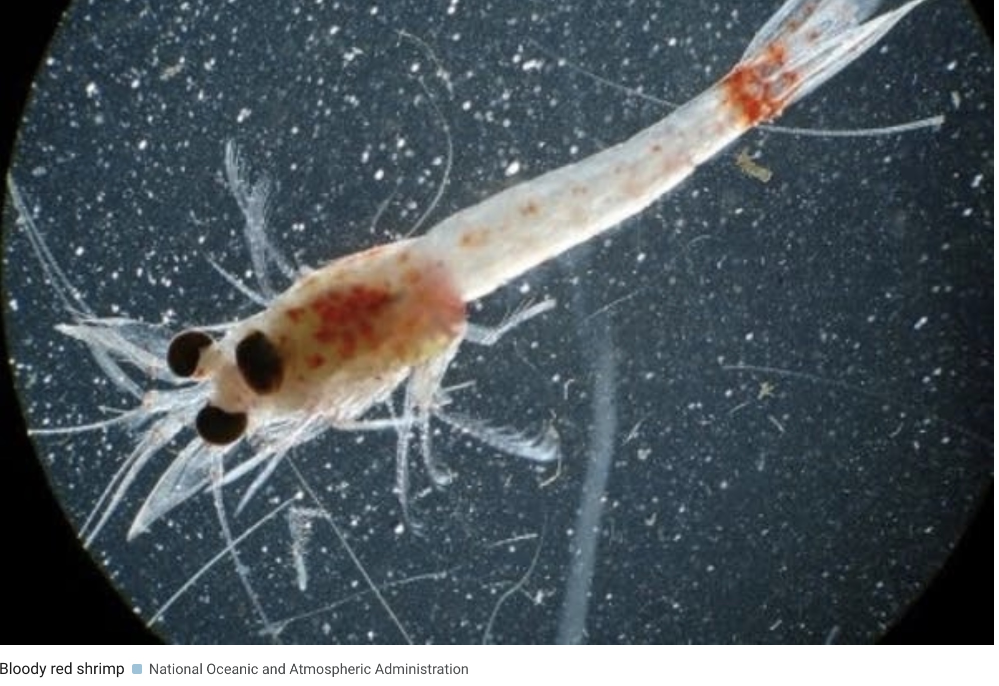 Bloody red shrimp National Oceanic and Atmospheric Administration